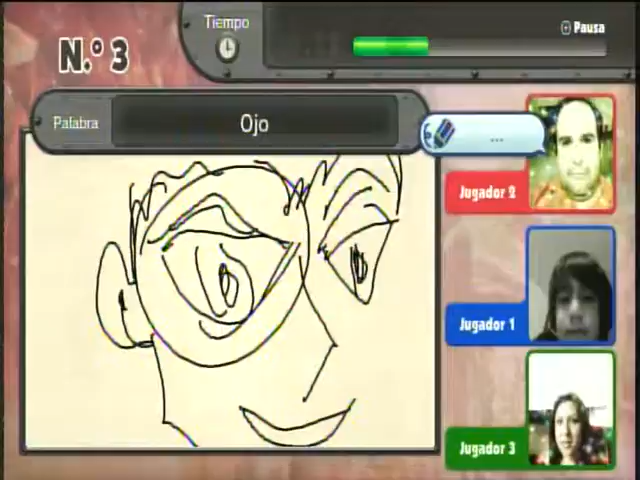 Tiempo
Pausa
N.º 3
Palabra
Ojo
...
Jugador 2
Jugador 1
Jugador 3